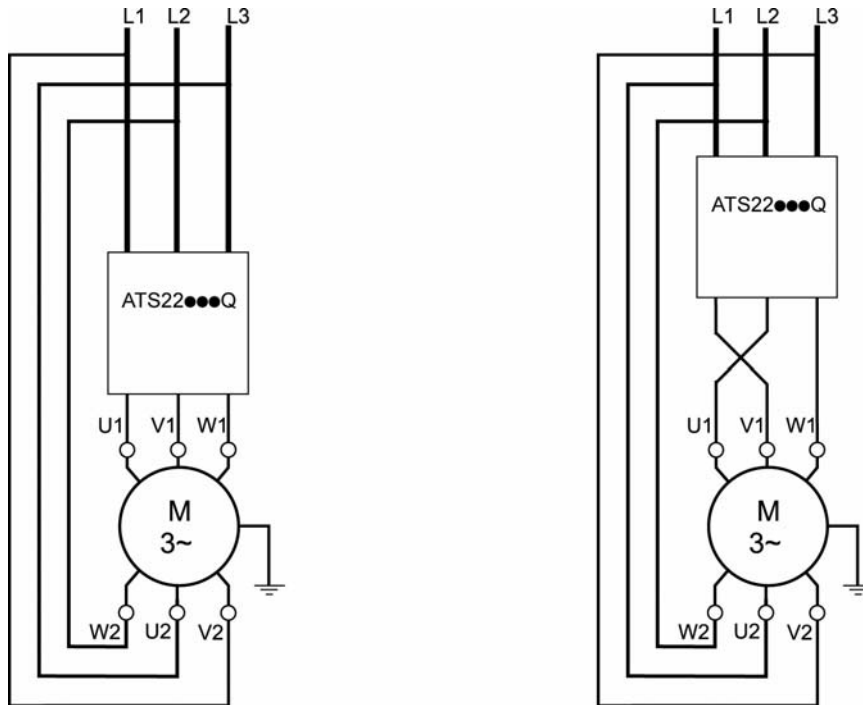 L1 L2 L3
ATS22●●●Q
U1 V1 W1
M
3~
W2 U2 V2
L1 L2 L3
ATS22●●●Q
U1 V1 W1
M
3~
W2 U2 V2